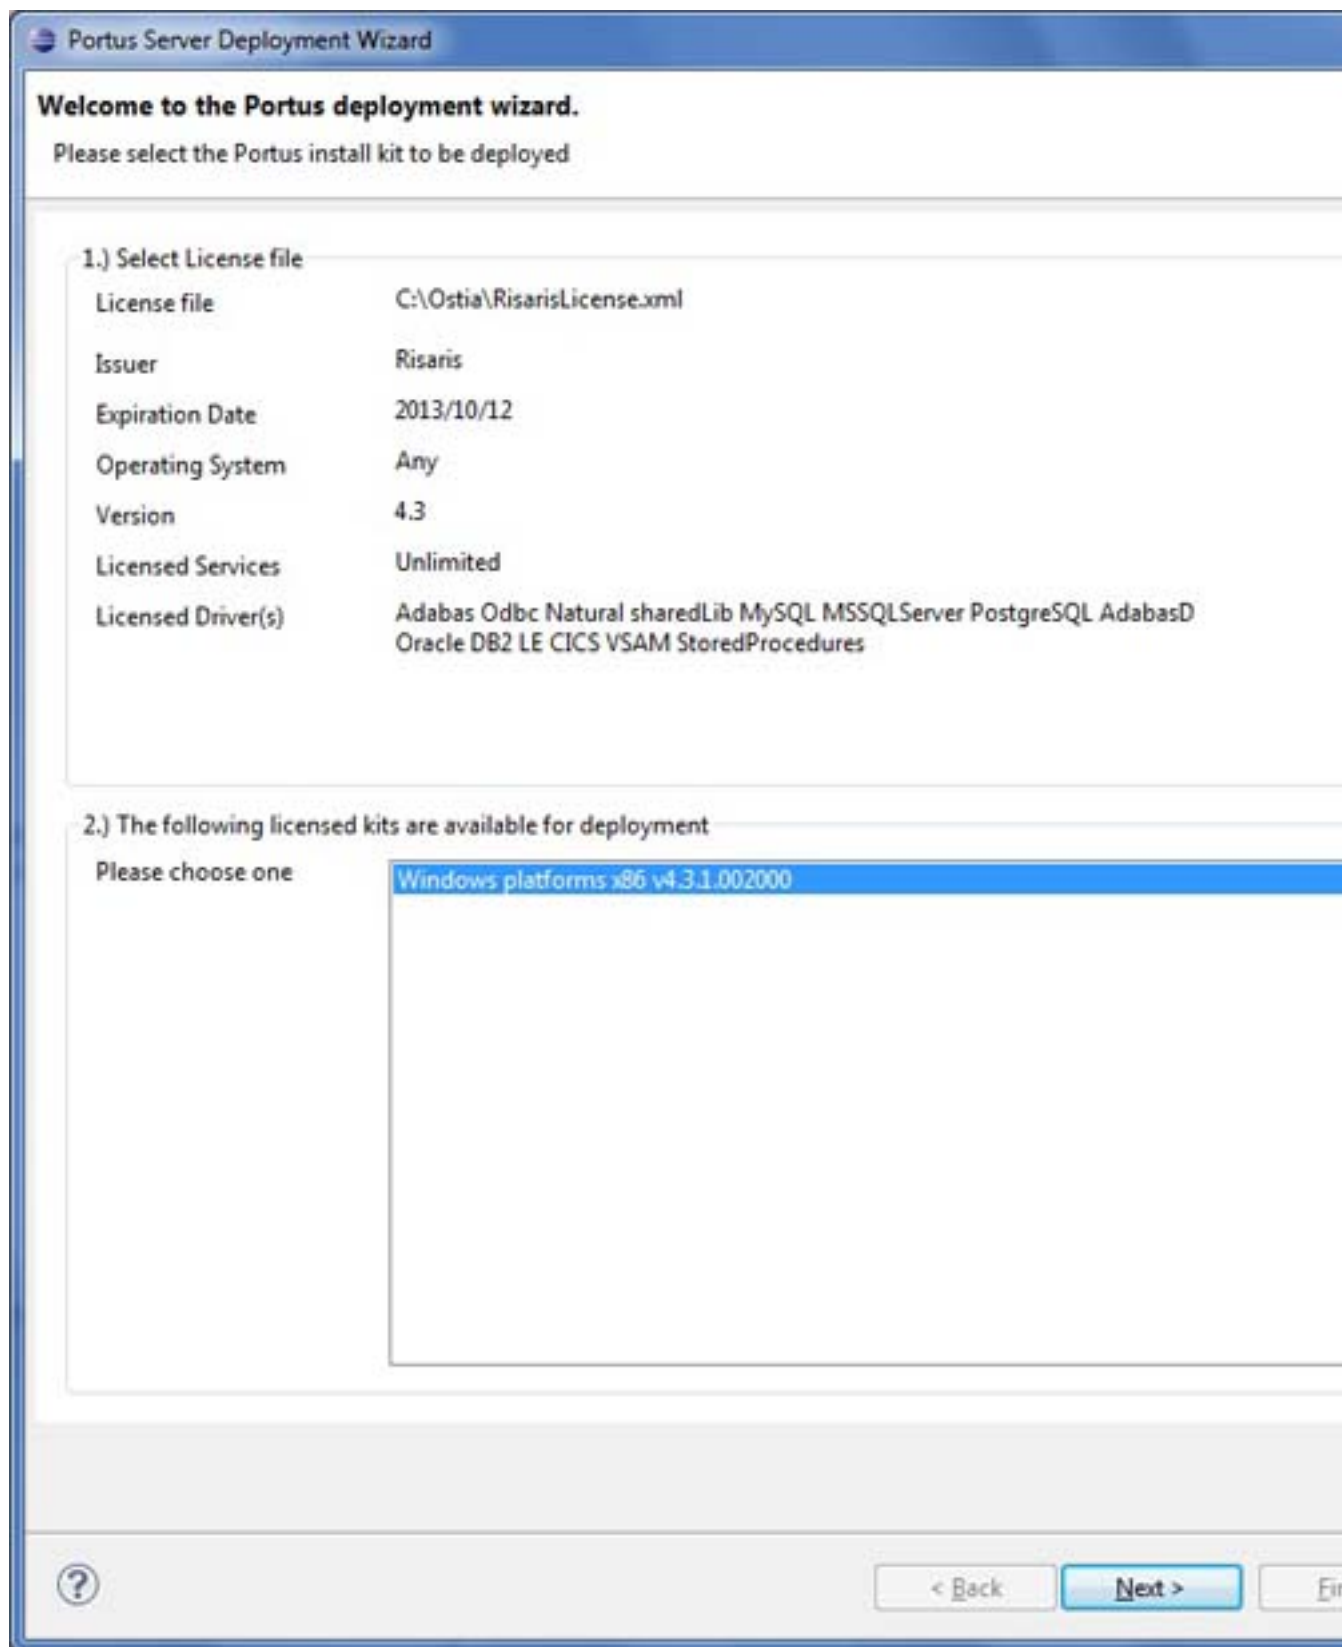 Portus Server Deployment Wizard
Welcome to the Portus deployment wizard.
Please select the Portus install kit to be deployed
1.) Select License file
License file C:\Ostia\RisarisLicense.xml
Issuer Risaris
Expiration Date 2013/10/12
Operating System Any
Version 4.3
Licensed Services Unlimited
Licensed Driver(s) Adabas Odbc Natural sharedLib MySQL MSSQLServer PostgreSQL AdabasD
Oracle DB2 LE CICS VSAM StoredProcedures
2.) The following licensed kits are available for deployment
Please choose one Windows platforms x86 v4.3.1.002000
? < Back Next >